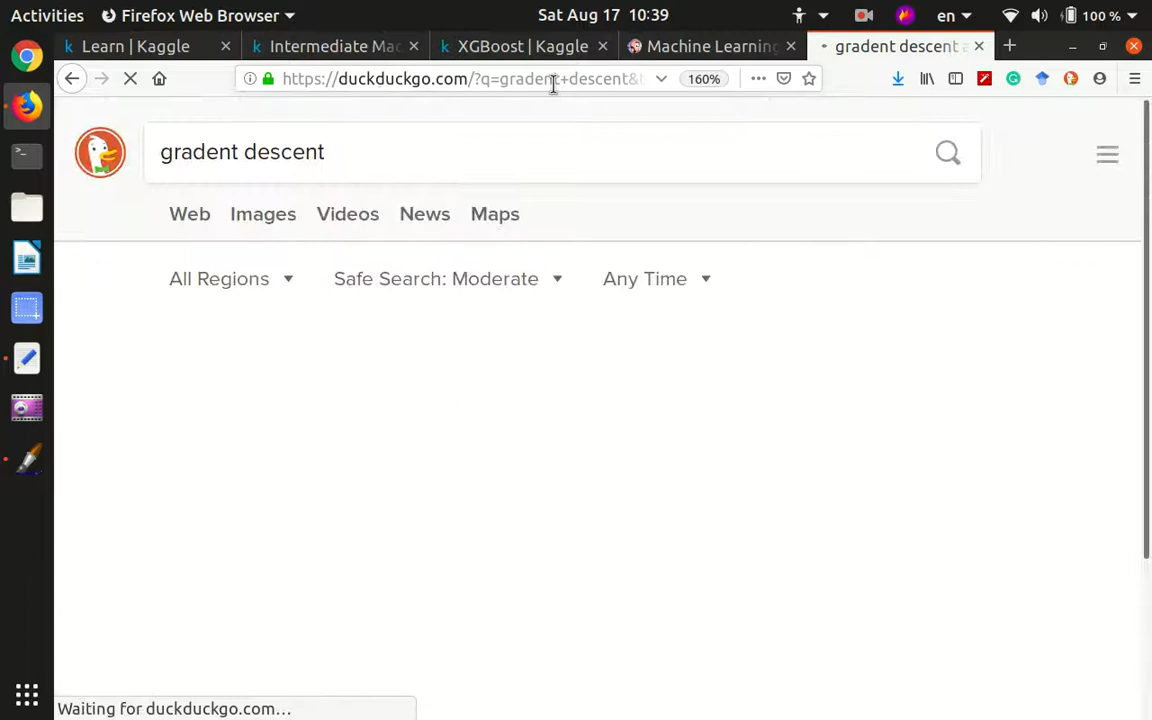 Activities Firefox Web Browser Sat Aug 17 10:39 en 100 %
Learn | Kaggle Intermediate Mac XGBoost | Kaggle Machine Learning gradent descent
https://duckduckgo.com/?q=gradent+descent& 160%
gradent descent
Web Images Videos News Maps
All Regions Safe Search: Moderate Any Time
Waiting for duckduckgo.com…